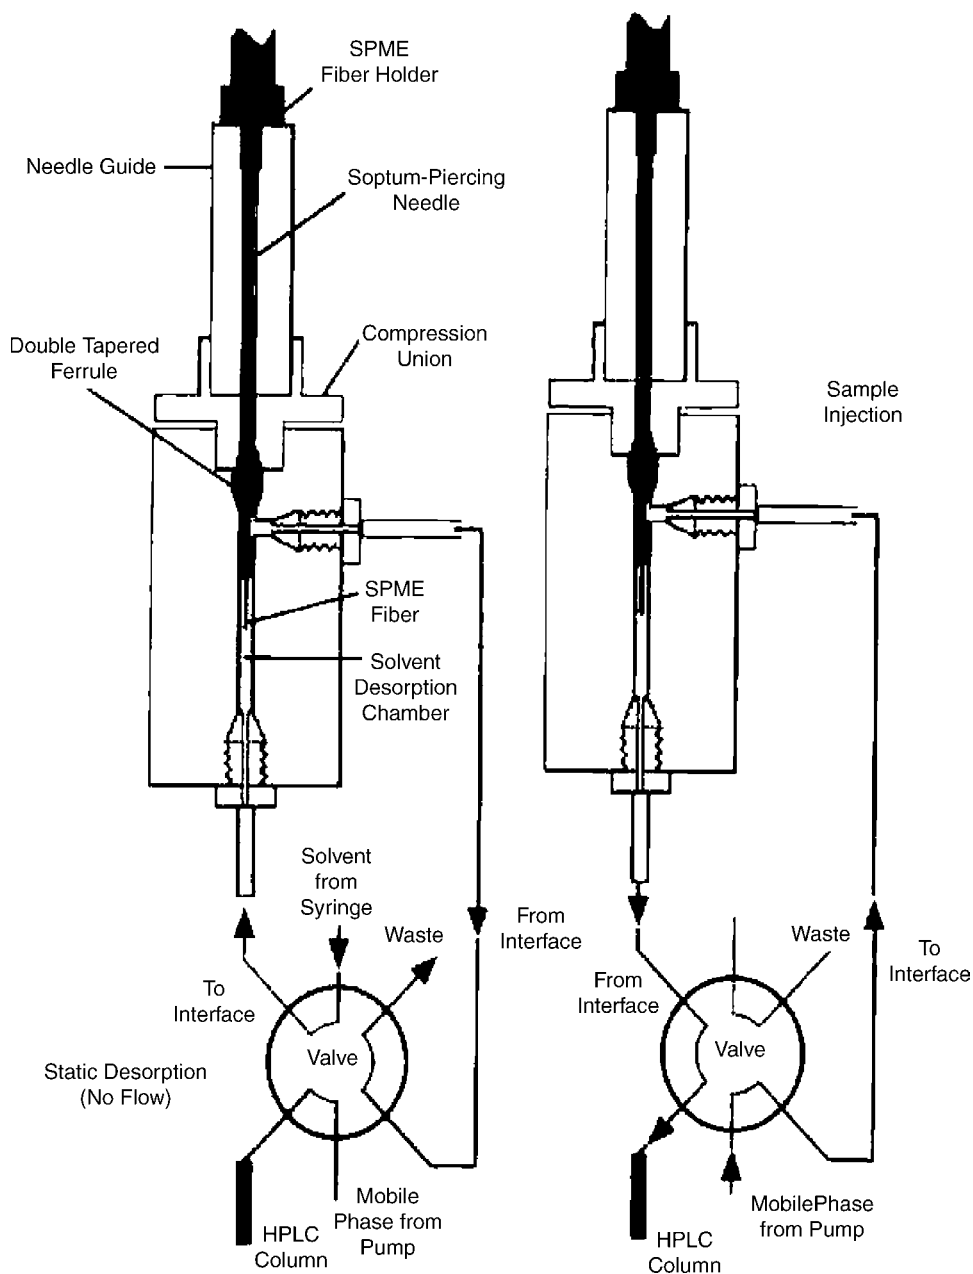 SPME
Fiber Holder
Needle Guide
Soptum-Piercing
Needle
Double Tapered
Ferrule
Compression
Union
SPME
Fiber
Solvent
Desorption
Chamber
Solvent
from
Syringe
Waste
From
Interface
To
Interface
Valve
Static Desorption
(No Flow)
Mobile
Phase from
Pump
HPLC
Column
Sample
Injection
Waste
To
Interface
From
Interface
Valve
MobilePhase
from Pump
HPLC
Column